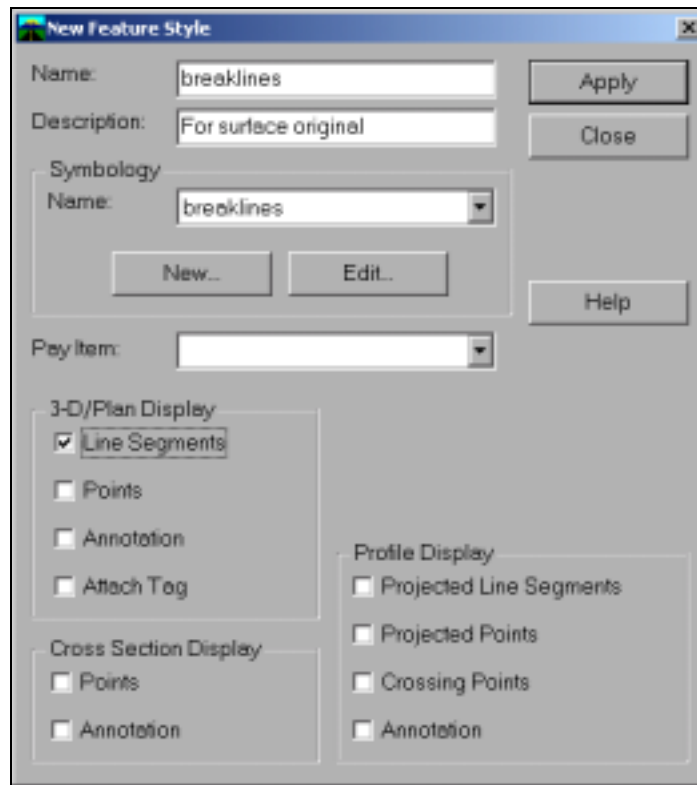 New Feature Style
Name: breaklines
Apply
Description: For surface original
Close
Symbology
Name: breaklines
New... Edit...
Help
Pay Item:
3-D/Plan Display
Line Segments
Points
Annotation
Attach Tag
Cross Section Display
Points
Annotation
Profile Display
Projected Line Segments
Projected Points
Crossing Points
Annotation